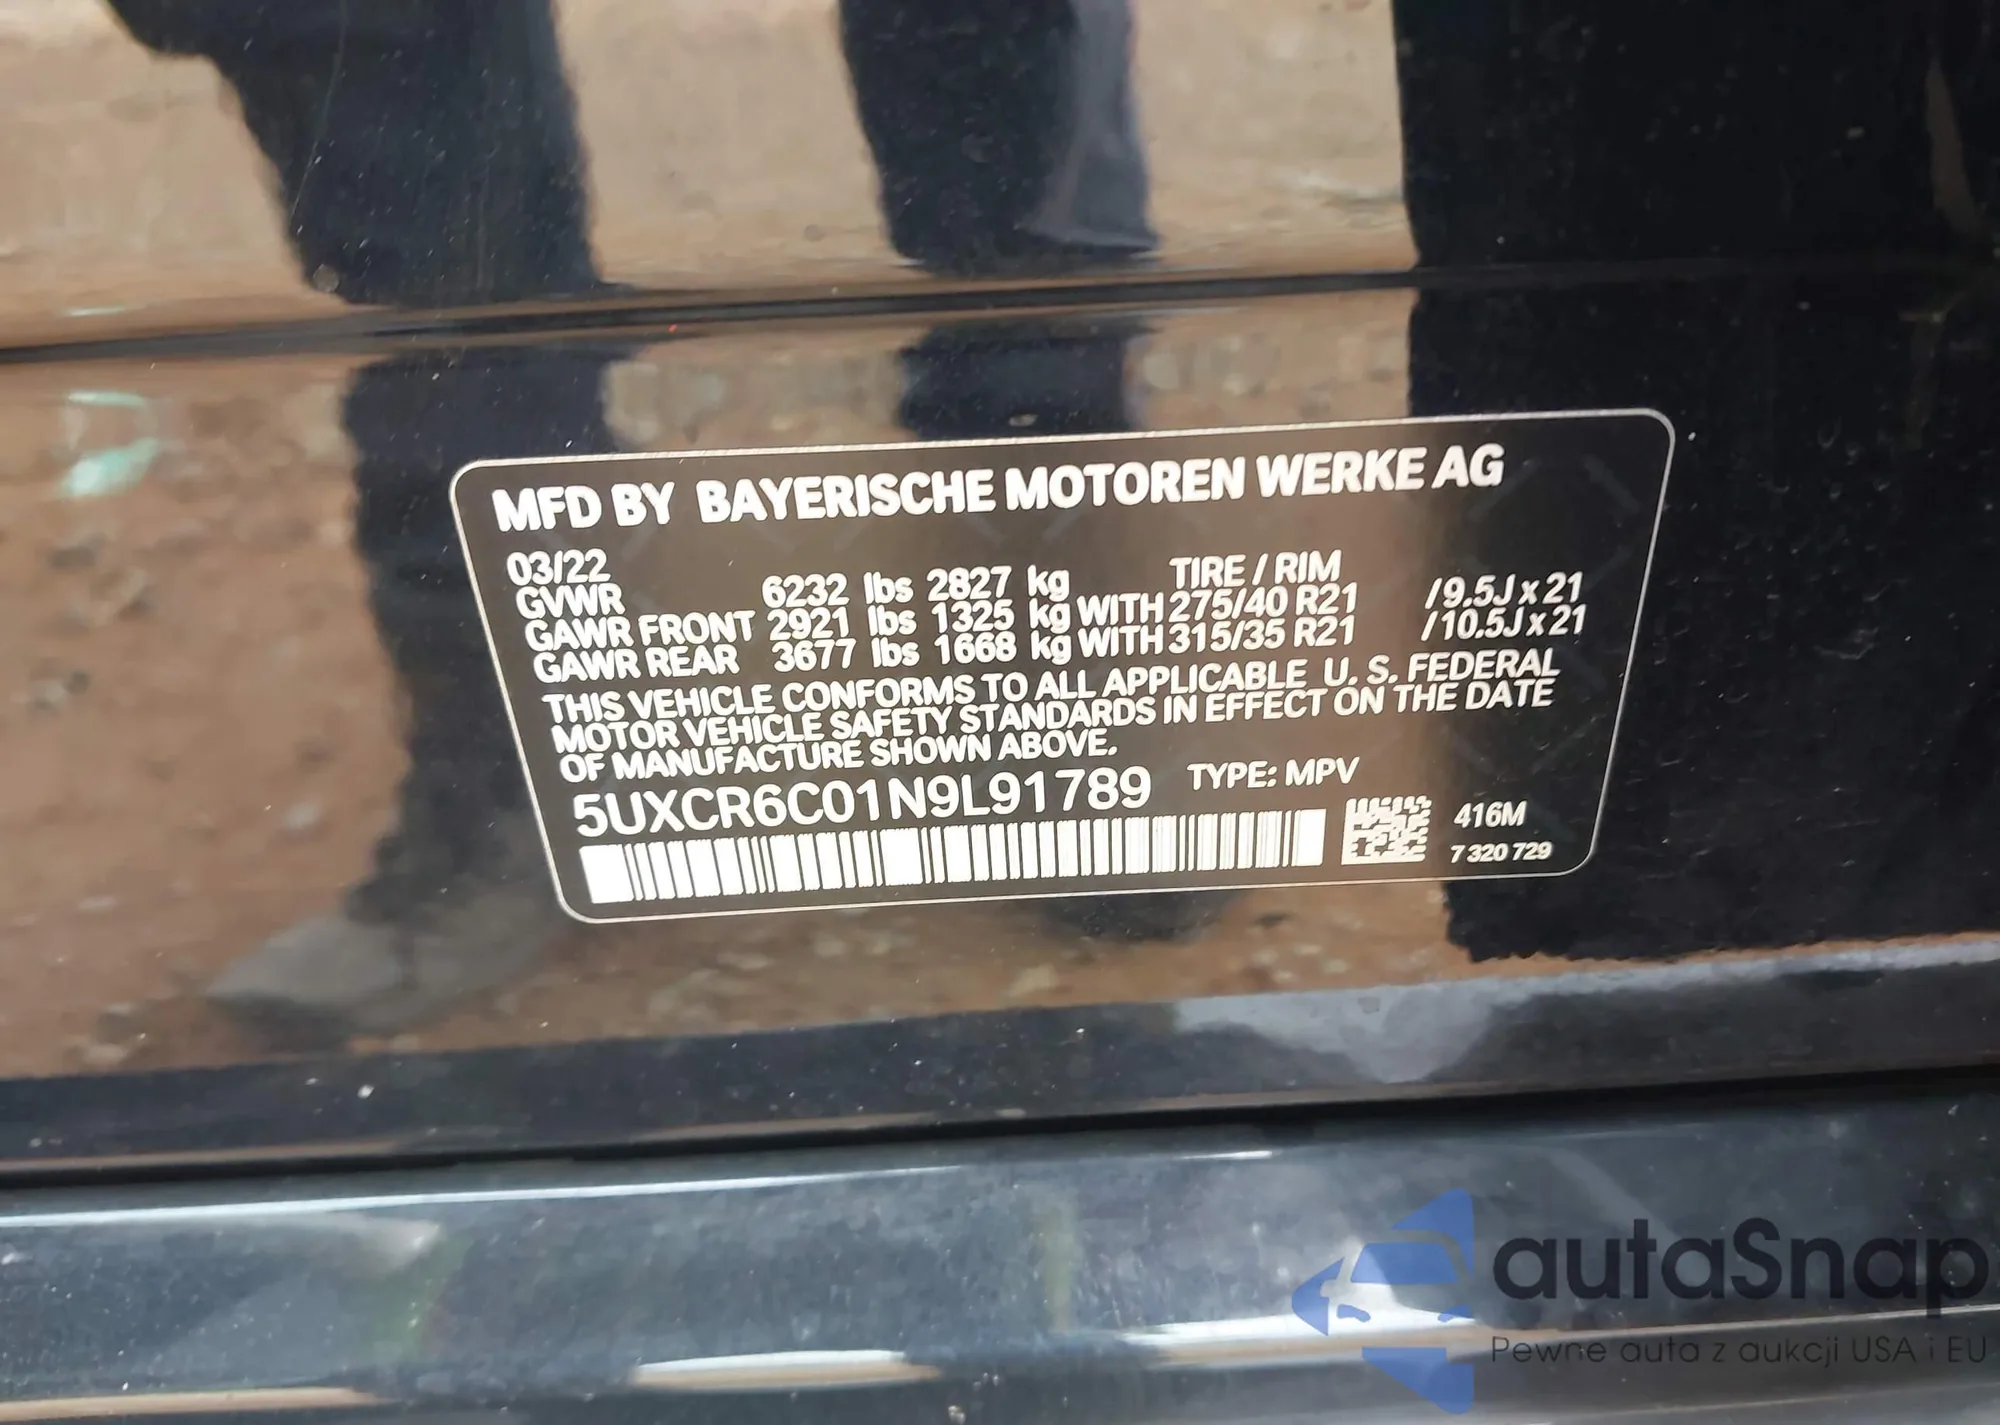 MFD BY BAYERISCHE MOTOREN WERKE AG
03/22 TIRE / RIM
GVWR 6232 lbs 2827 kg
GAWR FRONT 2921 lbs 1325 kg WITH 275/40 R21 /9.5J x 21
GAWR REAR 3677 lbs 1668 kg WITH 315/35 R21 /10.5J x 21
THIS VEHICLE CONFORMS TO ALL APPLICABLE U. S. FEDERAL
MOTOR VEHICLE SAFETY STANDARDS IN EFFECT ON THE DATE
OF MANUFACTURE SHOWN ABOVE.
5UXCR6C01N9L91789 TYPE: MPV
416M
7 320 729
autaSnap
Pewne auta z aukcji USA i EU